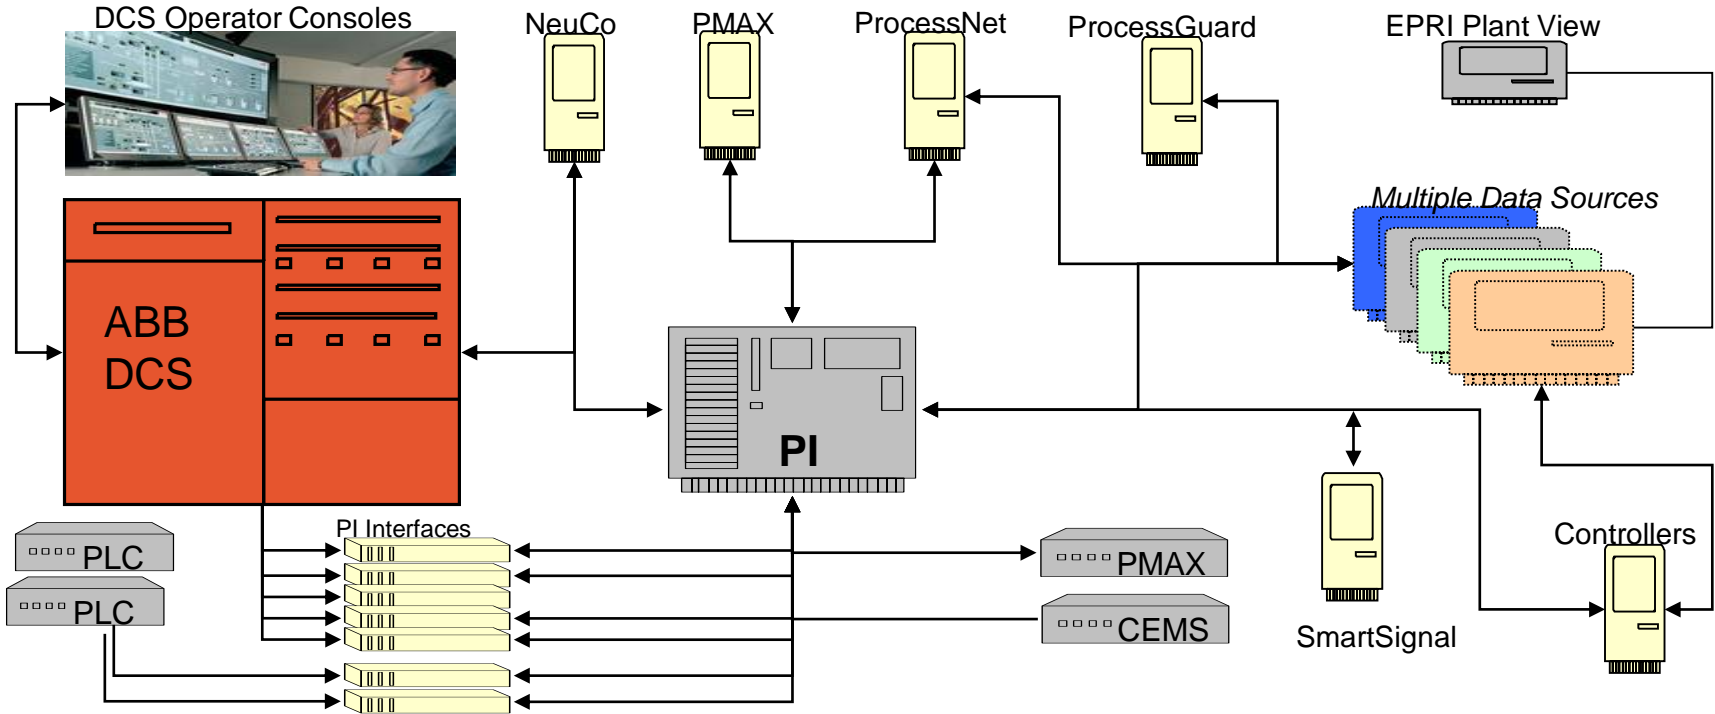 DCS Operator Consoles
NeuCo
PMAX
ProcessNet
ProcessGuard
EPRI Plant View
Multiple Data Sources
ABB
DCS
PI
PI Interfaces
PLC
PLC
PMAX
CEMS
SmartSignal
Controllers